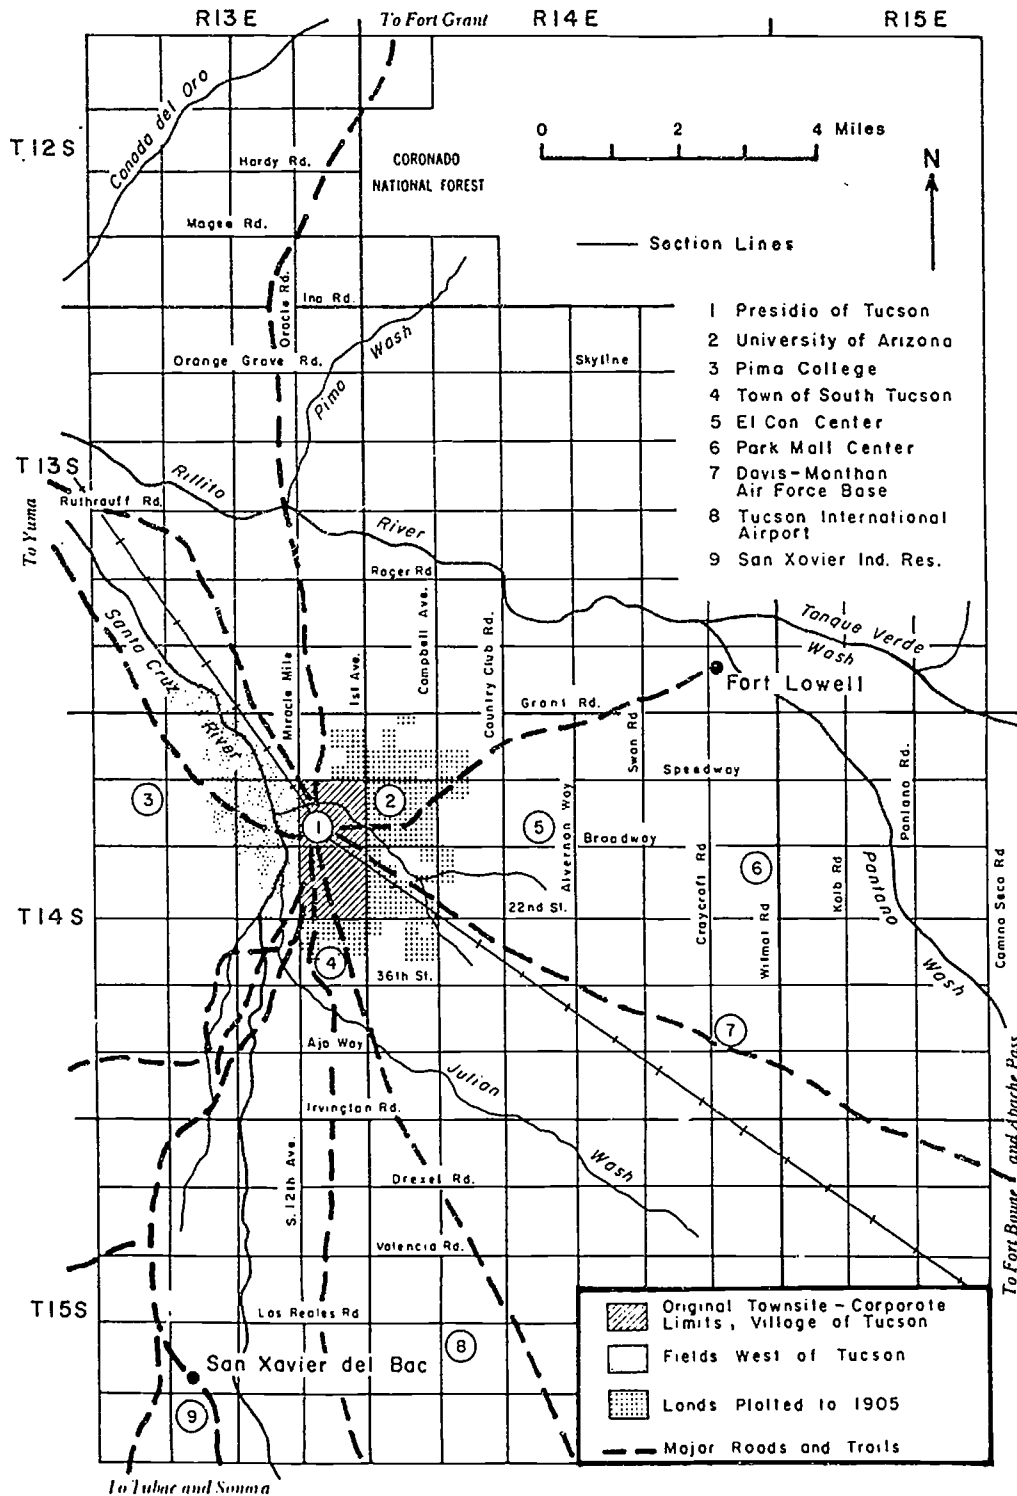 R13E
To Fort Grant
R14E
R15E
Conada del Oro
T12S
0 2 4 Miles
Hardy Rd.
CORONADO
NATIONAL FOREST
N
Magee Rd.
Section Lines
Oracle Rd.
Ina Rd.
1 Presidio of Tucson
2 University of Arizona
3 Pima College
4 Town of South Tucson
5 El Con Center
6 Park Mall Center
7 Davis-Monthan
Air Force Base
8 Tucson International
Airport
9 San Xovier Ind. Res.
Orange Grove Rd.
Pima Wash
Skyline
T13S
Rillito River
Ruthrauff Rd.
To Yuma
Roger Rd
Santa Cruz River
Miracle Mile
1st Ave.
Campbell Ave.
Country Club Rd.
Tanque Verde
Wash
Fort Lowell
Grant Rd.
Swan Rd
Speedway
Pantano Rd.
3
2
1
5
Alvernon Way
Broadway
6
Craycraft Rd
Wilmal Rd
Kolb Rd
Pantano Wash
Camino Seco Rd
T14S
22nd St.
4
36th St.
7
Ajo Way
Julian Wash
Irvington Rd.
S. 12th Ave.
Drexel Rd.
Valencia Rd.
To Fort Bowie and Apache Pass
T15S
Los Reales Rd
8
San Xavier del Bac
9
Original Townsite – Corporate
Limits, Village of Tucson
Fields West of Tucson
Lands Plotted to 1905
Major Roads and Trails
To Tubac and Sonora